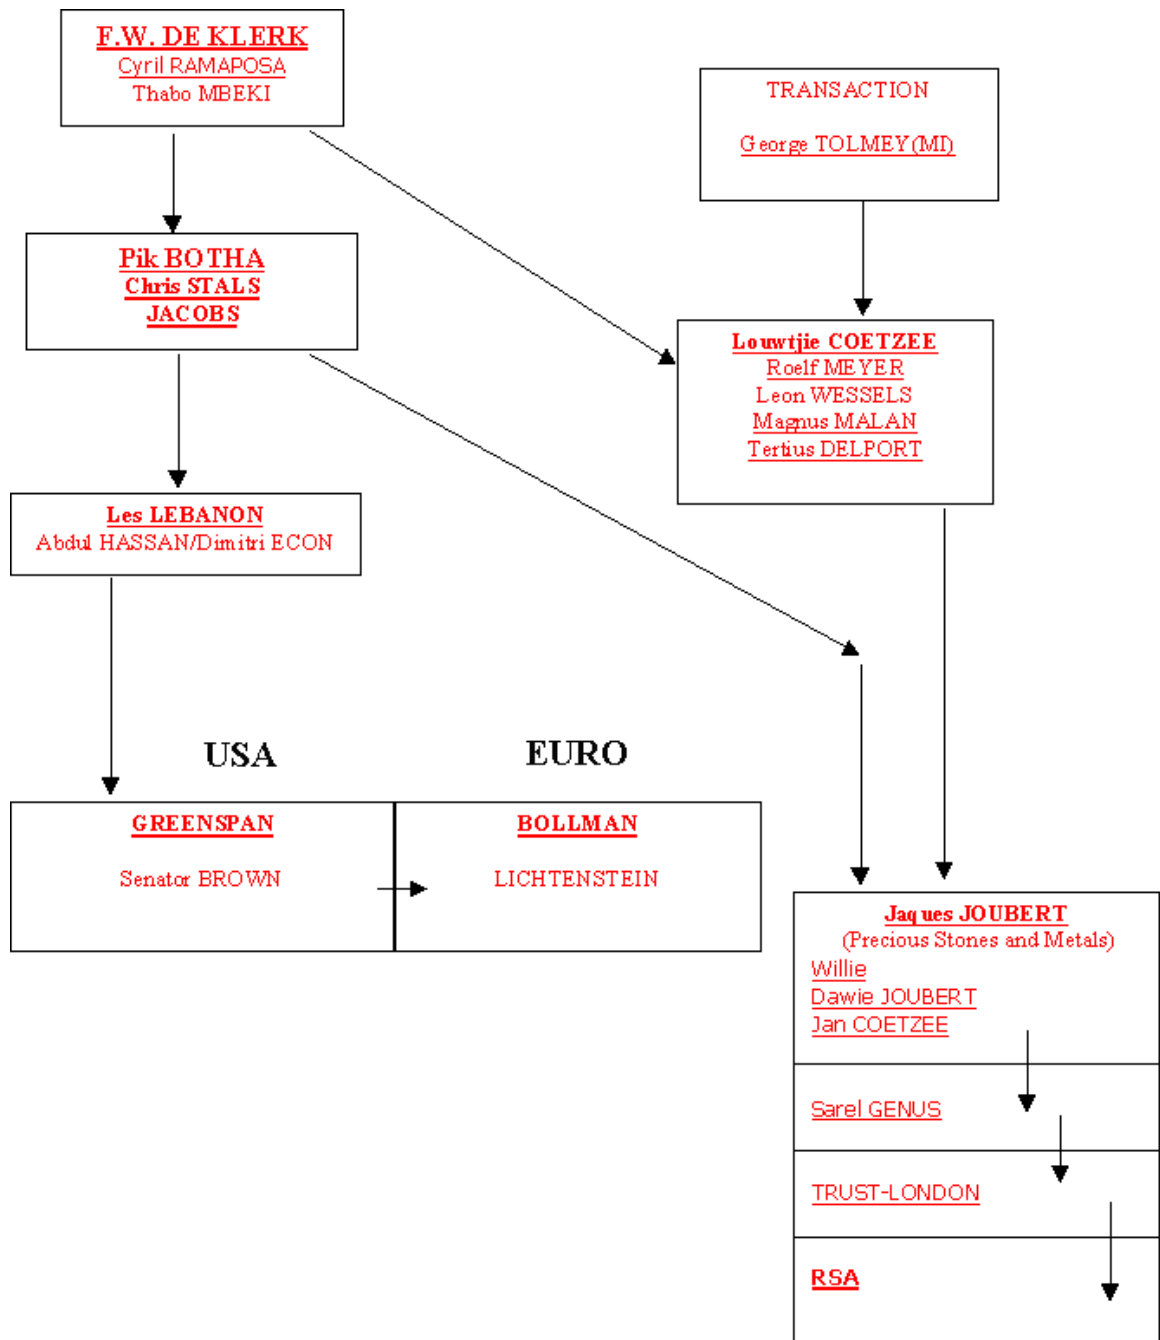 F.W. DE KLERK
Cyril RAMAPOSA
Thabo MBEKI
TRANSACTION
George TOLMEY(MI)
Pik BOTHA
Chris STALS
JACOBS
Louwtjie COETZEE
Roelf MEYER
Leon WESSELS
Magnus MALAN
Tertius DELPORT
Les LEBANON
Abdul HASSAN/Dimitri ECON
USA
EURO
GREENSPAN
Senator BROWN
BOLLMAN
LICHTENSTEIN
Jaques JOUBERT
(Precious Stones and Metals)
Willie
Dawie JOUBERT
Jan COETZEE
Sarel GENUS
TRUST-LONDON
RSA